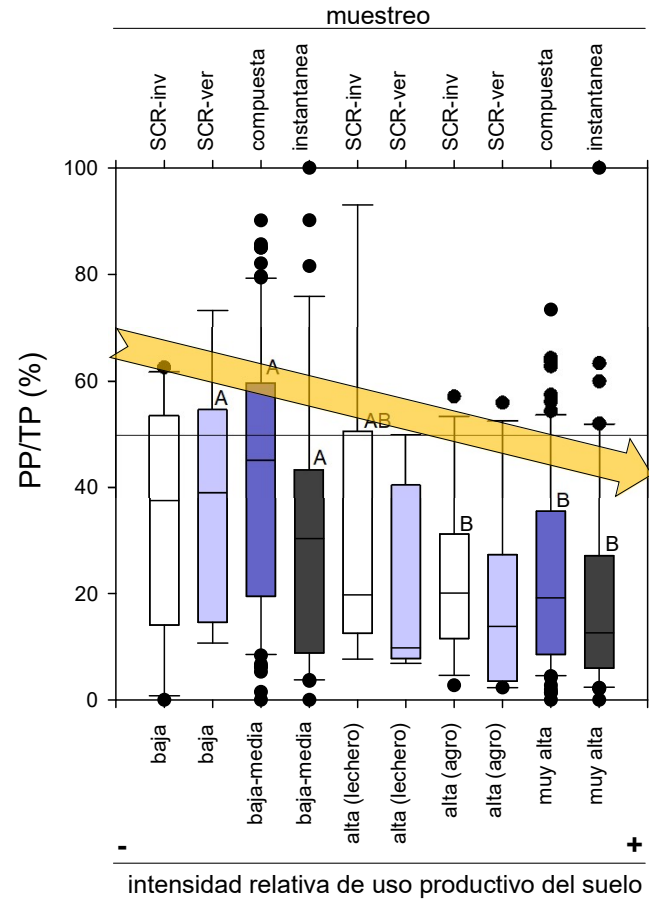 muestreo
SCR-inv
SCR-ver
compuesta
instantanea
SCR-inv
SCR-ver
SCR-inv
SCR-ver
compuesta
instantanea
100
80
60
40
20
0
PP/TP (%)
A
A
A
AB
B
B
B
baja
baja
baja-media
baja-media
alta (lechero)
alta (lechero)
alta (agro)
alta (agro)
muy alta
muy alta
- +
intensidad relativa de uso productivo del suelo